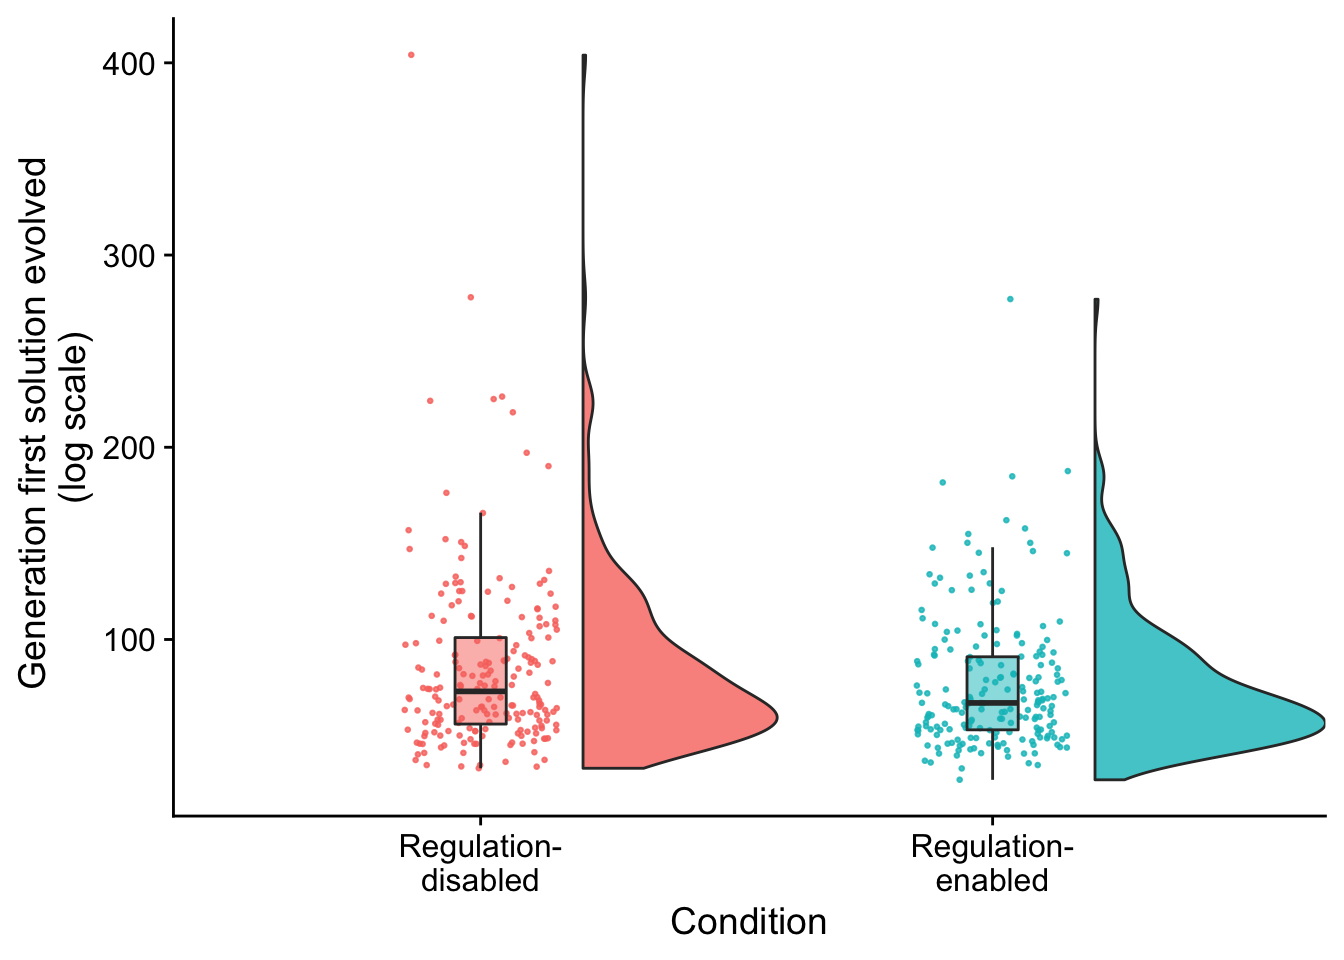 Generation first solution evolved
(log scale)
400
300
200
100
Regulation-
disabled
Regulation-
enabled
Condition